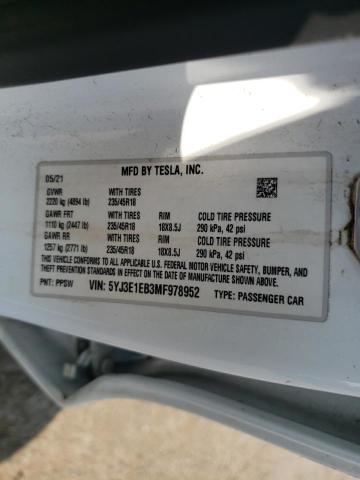 MFD BY TESLA, INC.
05/21
GVWR WITH TIRES
2220 kg (4894 lb) 235/45R18
GAWR FRT WITH TIRES RIM COLD TIRE PRESSURE
1110 kg (2447 lb) 235/45R18 18X8.5J 290 kPa, 42 psi
GAWR RR WITH TIRES RIM COLD TIRE PRESSURE
1257 kg (2771 lb) 235/45R18 18X8.5J 290 kPa, 42 psi
THIS VEHICLE CONFORMS TO ALL APPLICABLE FEDERAL MOTOR VEHICLE SAFETY, BUMPER, AND THEFT PREVENTION STANDARDS IN EFFECT ON THE DATE OF MANUFACTURE SHOWN ABOVE.
PNT: PPSW VIN: 5YJ3E1EB3MF978952 TYPE: PASSENGER CAR